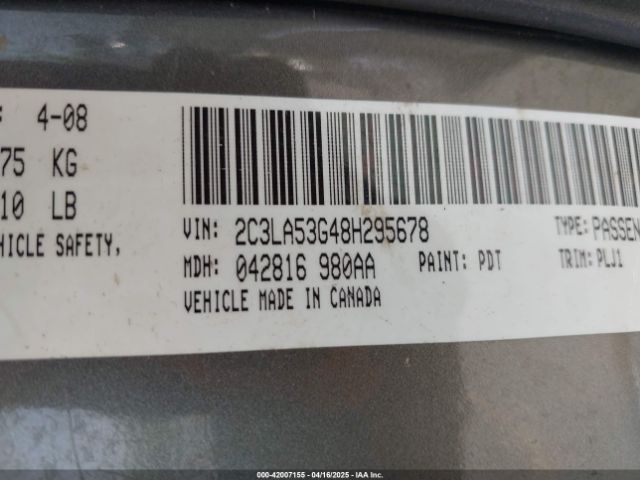 : 4-08
75 KG
10 LB
HICLE SAFETY,
VIN: 2C3LA53G48H295678 TYPE: PASSEN
MDH: 042816 980AA PAINT: PDT TRIM: PLJ1
VEHICLE MADE IN CANADA
000-42007155 - 04/16/2025 - IAA Inc.